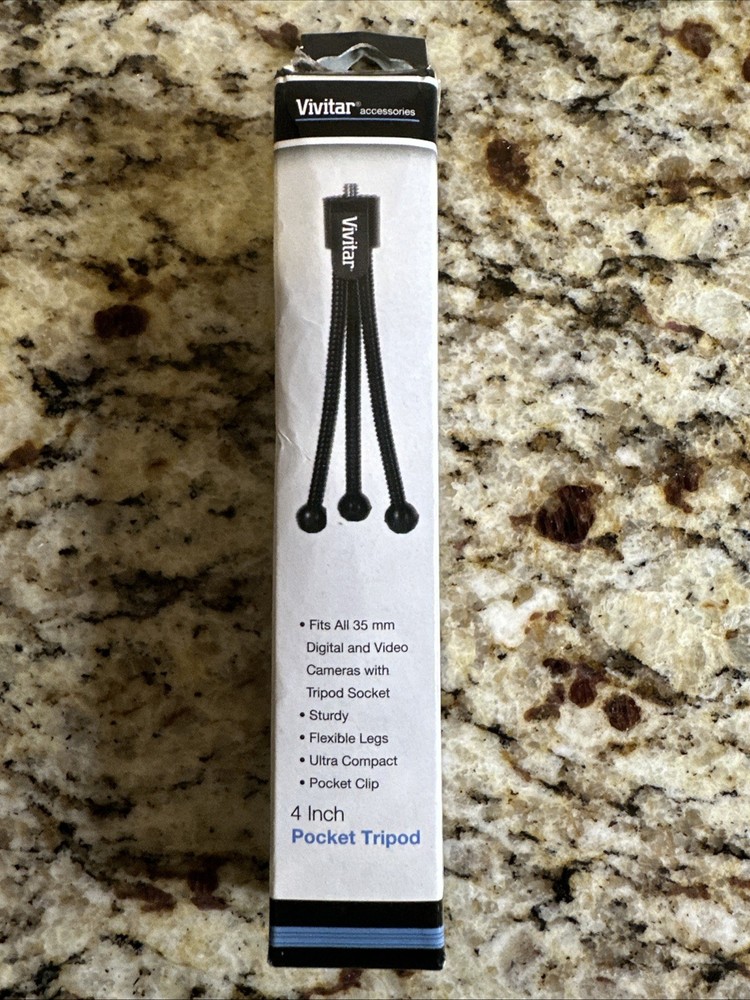 Vivitar® accessories
Vivitar
• Fits All 35 mm
Digital and Video
Cameras with
Tripod Socket
• Sturdy
• Flexible Legs
• Ultra Compact
• Pocket Clip
4 Inch
Pocket Tripod